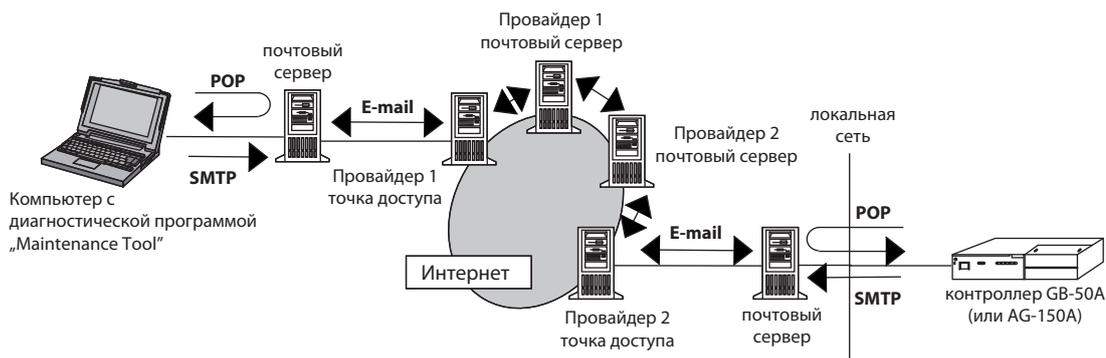 Провайдер 1
почтовый сервер
почтовый
сервер
POP
E-mail
SMTP
Провайдер 1
точка доступа
Компьютер с
диагностической программой
„Maintenance Tool”
Провайдер 2
почтовый сервер
локальная
сеть
Интернет
E-mail
POP
SMTP
Провайдер 2
точка доступа
почтовый
сервер
контроллер GB-50A
(или AG-150A)